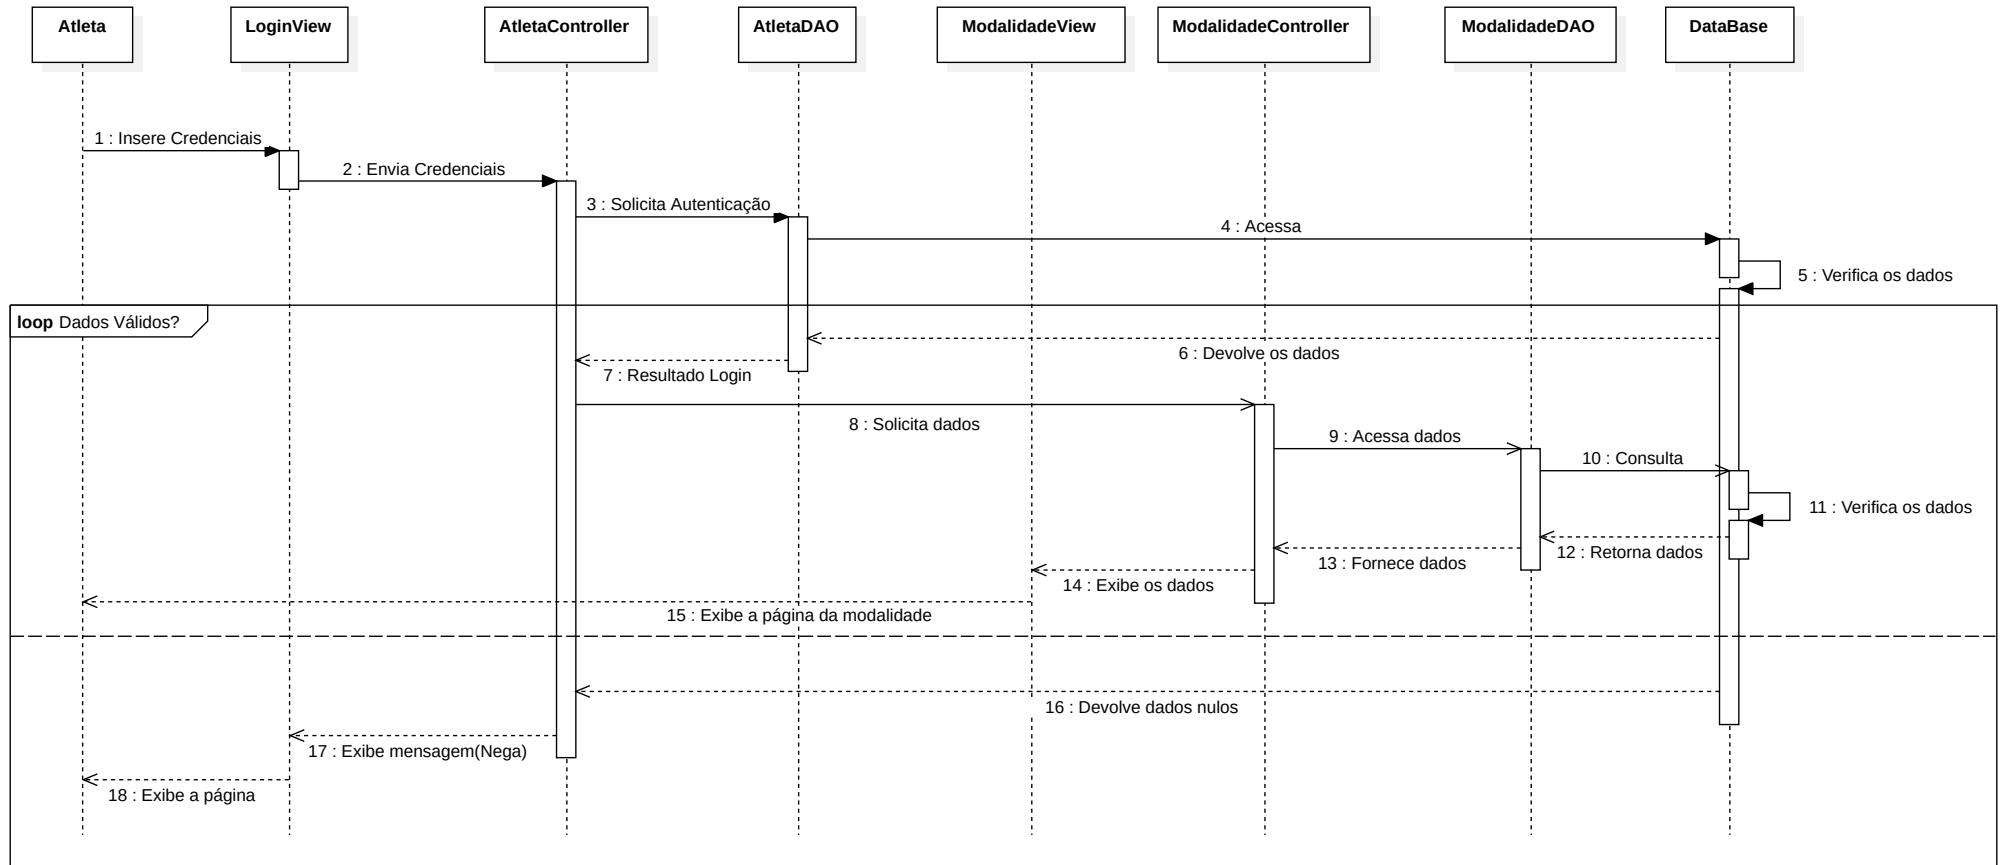 Atleta
LoginView
AtletaController
AtletaDAO
ModalidadeView
ModalidadeController
ModalidadeDAO
DataBase
1 : Insere Credenciais
2 : Envia Credenciais
3 : Solicita Autenticação
4 : Acessa
5 : Verifica os dados
loop Dados Válidos?
6 : Devolve os dados
7 : Resultado Login
8 : Solicita dados
9 : Acessa dados
10 : Consulta
11 : Verifica os dados
12 : Retorna dados
13 : Fornece dados
14 : Exibe os dados
15 : Exibe a página da modalidade
16 : Devolve dados nulos
17 : Exibe mensagem(Nega)
18 : Exibe a página